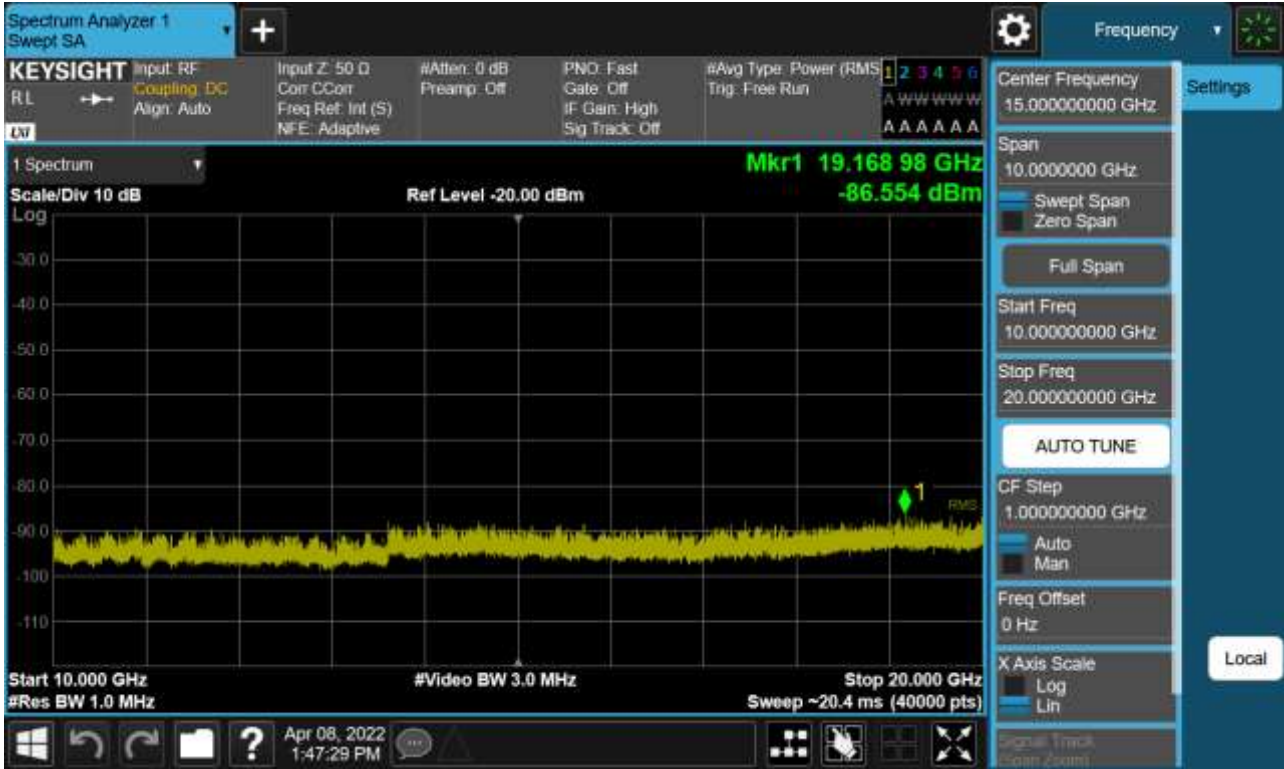 Spectrum Analyzer 1
Swept SA
+
Frequency
KEYSIGHT
RL
LXI
Input: RF
Coupling: DC
Align: Auto
Input Z: 50 Ω
Corr CCorr
Freq Ref: Int (S)
NFE: Adaptive
#Atten: 0 dB
Preamp: Off
PNO: Fast
Gate: Off
IF Gain: High
Sig Track: Off
#Avg Type: Power (RMS
Trig: Free Run
1 2 3 4 5 6
A W W W W W
A A A A A A
1 Spectrum
Scale/Div 10 dB
Ref Level -20.00 dBm
Mkr1 19.168 98 GHz
-86.554 dBm
Log
-30.0
-40.0
-50.0
-60.0
-70.0
-80.0
-90.0
-100
-110
1
RMS
Start 10.000 GHz
#Video BW 3.0 MHz
Stop 20.000 GHz
#Res BW 1.0 MHz
Sweep ~20.4 ms (40000 pts)
Center Frequency
15.000000000 GHz
Settings
Span
10.0000000 GHz
Swept Span
Zero Span
Full Span
Start Freq
10.000000000 GHz
Stop Freq
20.000000000 GHz
AUTO TUNE
CF Step
1.000000000 GHz
Auto
Man
Freq Offset
0 Hz
X Axis Scale
Log
Lin
Signal Track
(Span Zoom)
Local
?
Apr 08, 2022
1:47:29 PM